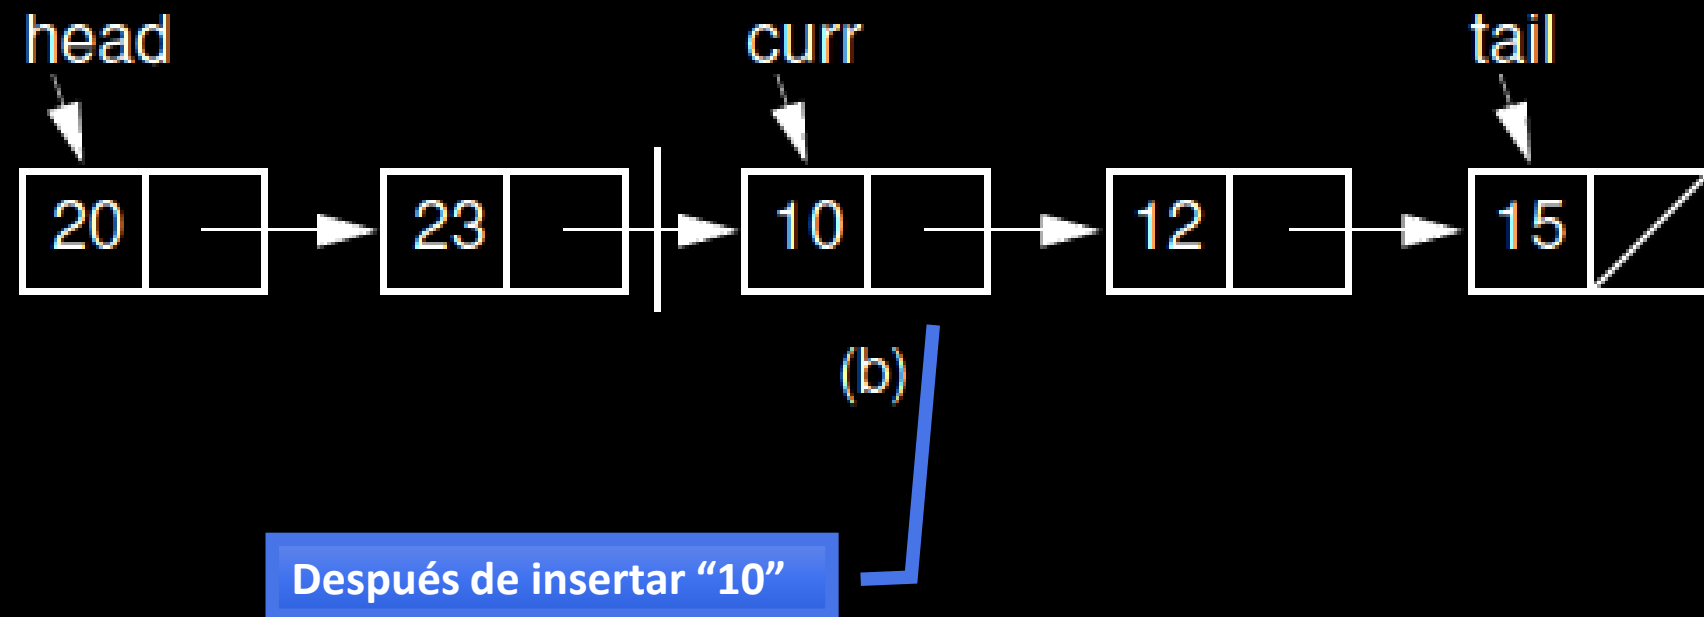 head curr tail
20 23 10 12 15
(b)
Después de insertar “10”